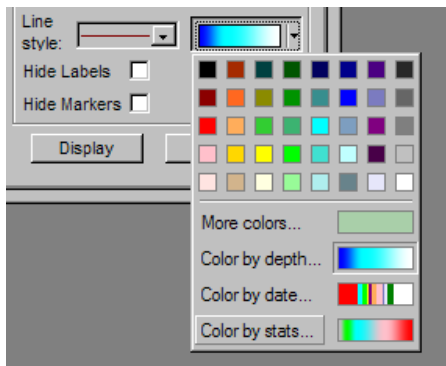 Line
style:
Hide Labels
Hide Markers
Display
More colors...
Color by depth...
Color by date...
Color by stats...